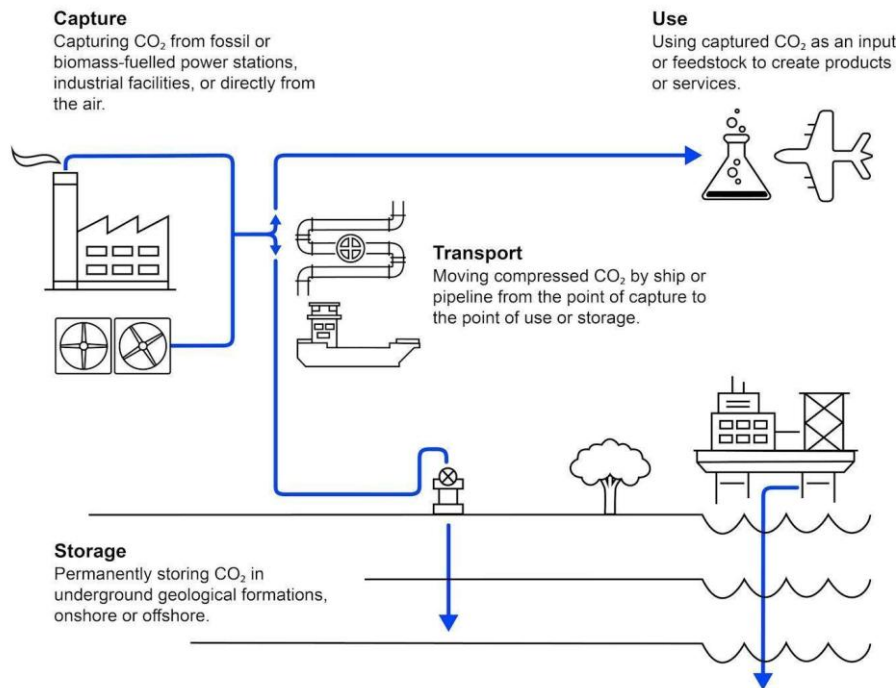 Capture
Capturing CO₂ from fossil or
biomass-fuelled power stations,
industrial facilities, or directly from
the air.
Use
Using captured CO₂ as an input
or feedstock to create products
or services.
Transport
Moving compressed CO₂ by ship or
pipeline from the point of capture to
the point of use or storage.
Storage
Permanently storing CO₂ in
underground geological formations,
onshore or offshore.